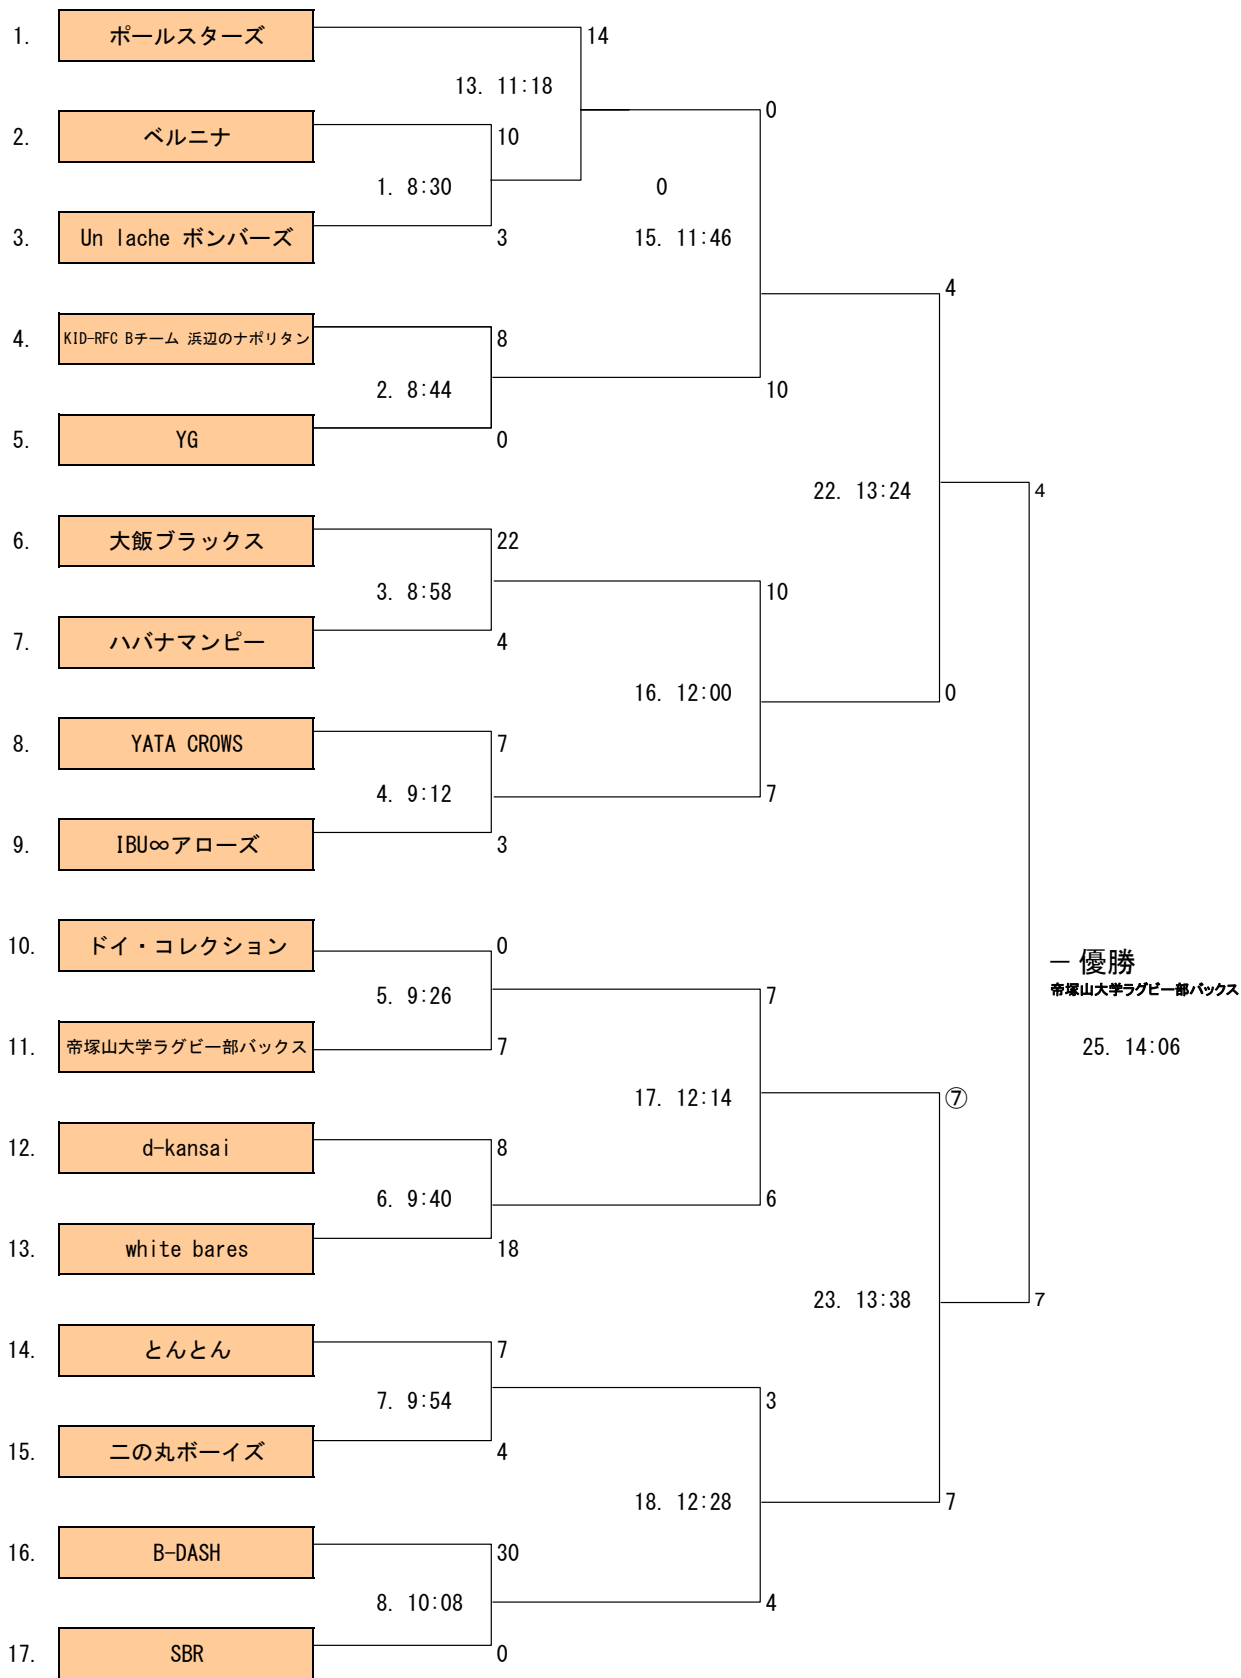 1. ポールスターズ 14
13. 11:18
0
2. ベルニナ 10
1. 8:30 0
3. Un lache ボンバーズ 3 15. 11:46
4
4. KID-RFC Bチーム 浜辺のナポリタン 8
2. 8:44 10
5. YG 0
22. 13:24 4
6. 大飯ブラックス 22
3. 8:58 10
7. ハバナマンピー 4
16. 12:00 0
8. YATA CROWS 7
4. 9:12 7
9. IBU∞アローズ 3
10. ドイ・コレクション 0
― 優勝
5. 9:26 7 帝塚山大学ラグビー部バックス
11. 帝塚山大学ラグビー部バックス 7 25. 14:06
17. 12:14 ⑦
12. d-kansai 8
6. 9:40 6
13. white bares 18
23. 13:38 7
14. とんとん 7
7. 9:54 3
15. 二の丸ボーイズ 4
18. 12:28 7
16. B-DASH 30
8. 10:08 4
17. SBR 0